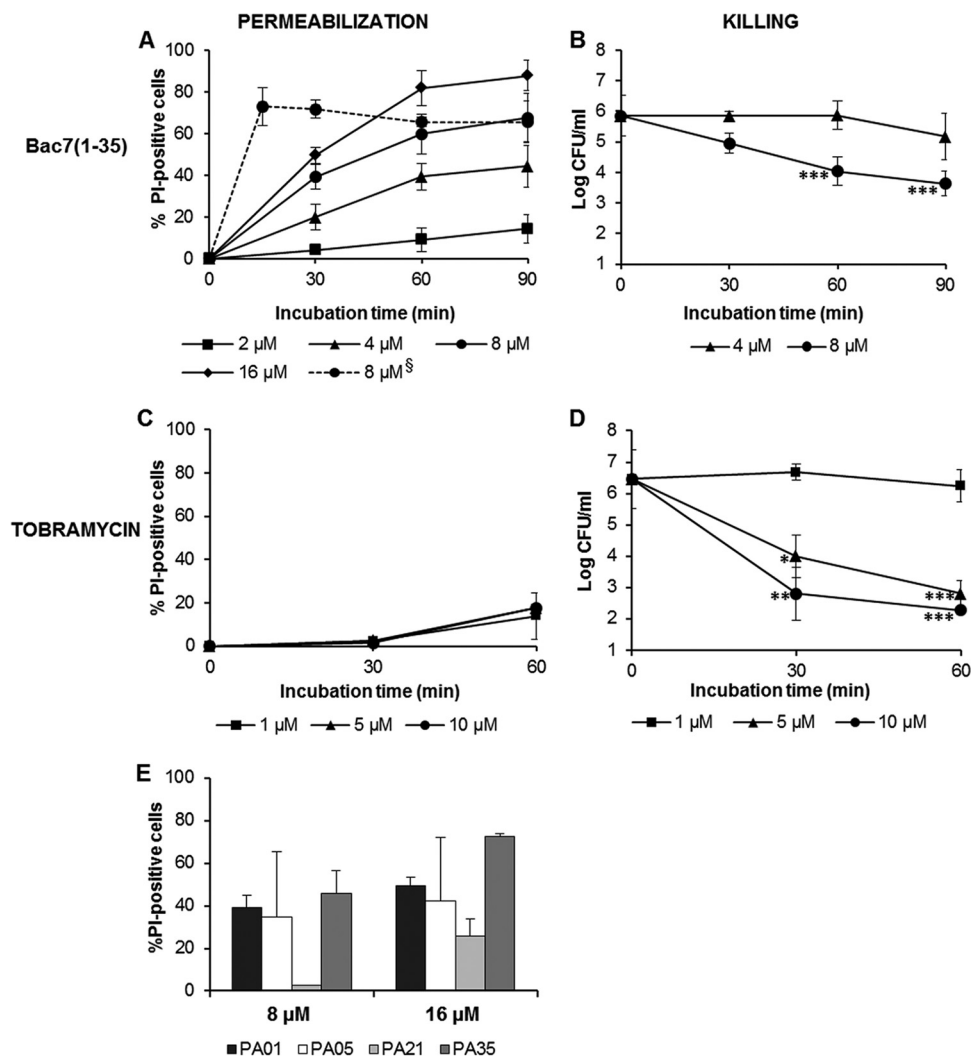 PERMEABILIZATION
KILLING
Bac7(1-35)
A
% PI-positive cells
100
80
60
40
20
0
0 30 60 90
Incubation time (min)
2 µM 4 µM 8 µM
16 µM 8 µM§
B
Log CFU/ml
8
7
6
5
4
3
2
1
***
***
0 30 60 90
Incubation time (min)
4 µM 8 µM
TOBRAMYCIN
C
% PI-positive cells
100
80
60
40
20
0
0 30 60
Incubation time (min)
1 µM 5 µM 10 µM
D
Log CFU/ml
8
7
6
5
4
3
2
1
*
**
***
***
0 30 60
Incubation time (min)
1 µM 5 µM 10 µM
E
%PI-positive cells
100
80
60
40
20
0
8 µM 16 µM
PA01 PA05 PA21 PA35